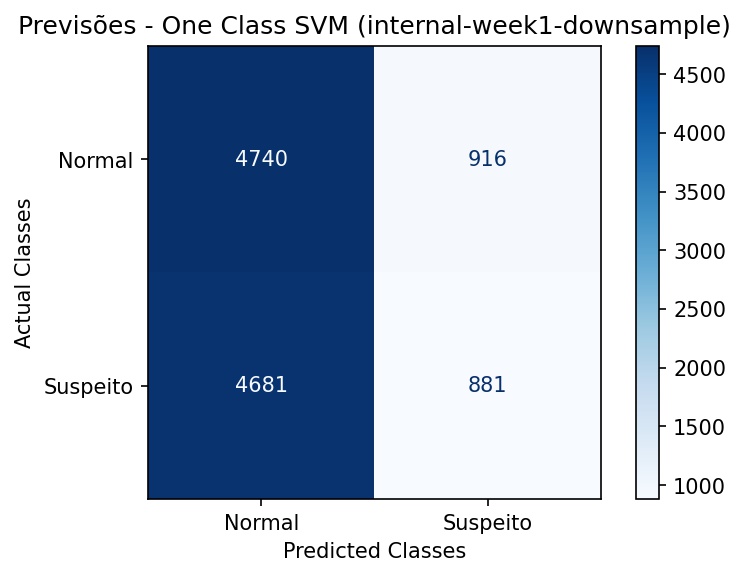 Previsões - One Class SVM (internal-week1-downsample)
Actual Classes
Normal
4740
916
Suspeito
4681
881
Normal
Suspeito
Predicted Classes
4500
4000
3500
3000
2500
2000
1500
1000